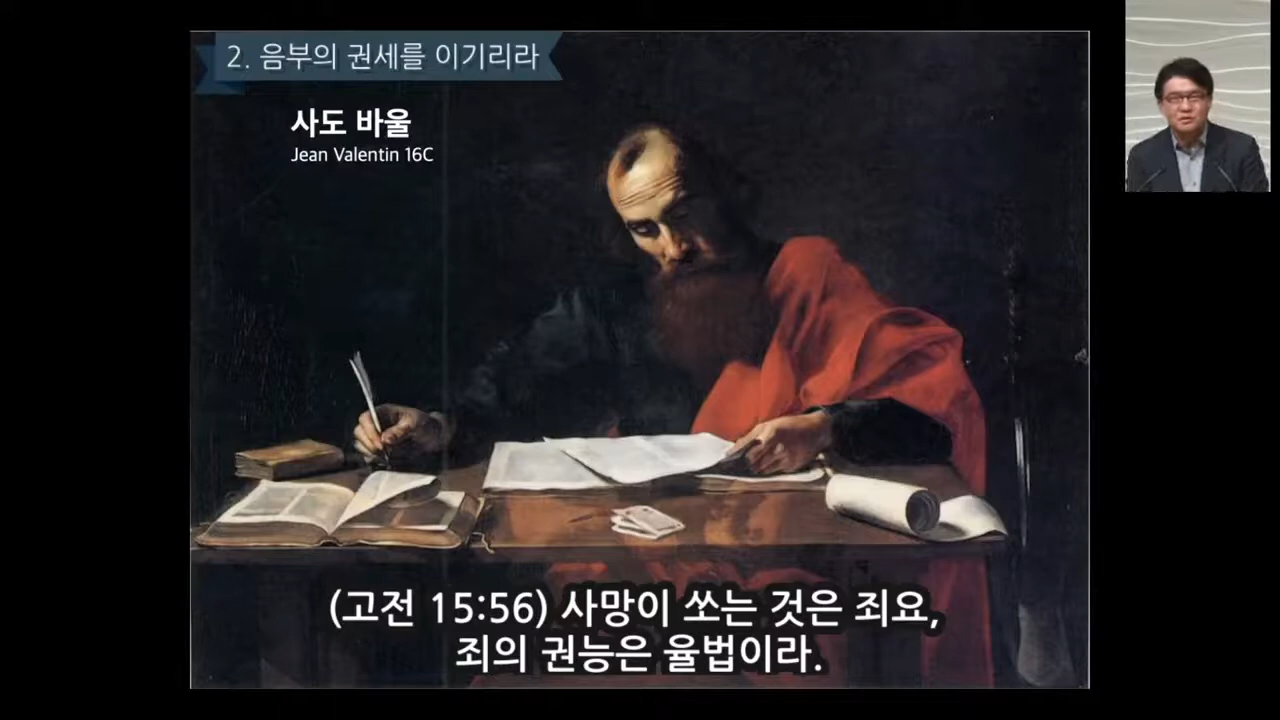 2. 음부의 권세를 이기리라
사도 바울
Jean Valentin 16C
(고전 15:56) 사망이 쏘는 것은 죄요,
죄의 권능은 율법이라.